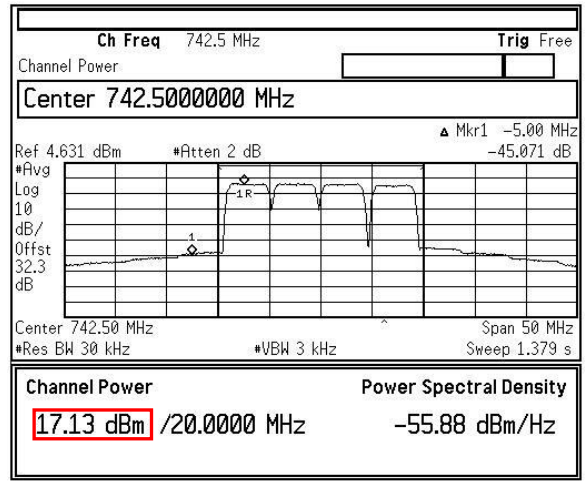 Ch Freq 742.5 MHz Trig Free
Channel Power
Center 742.5000000 MHz
Δ Mkr1 -5.00 MHz
Ref 4.631 dBm #Atten 2 dB -45.071 dB
#Avg
Log
10
dB/
Offst
32.3
dB
1R
1
Center 742.50 MHz Span 50 MHz
#Res BW 30 kHz #VBW 3 kHz Sweep 1.379 s
Channel Power Power Spectral Density
17.13 dBm /20.0000 MHz -55.88 dBm/Hz